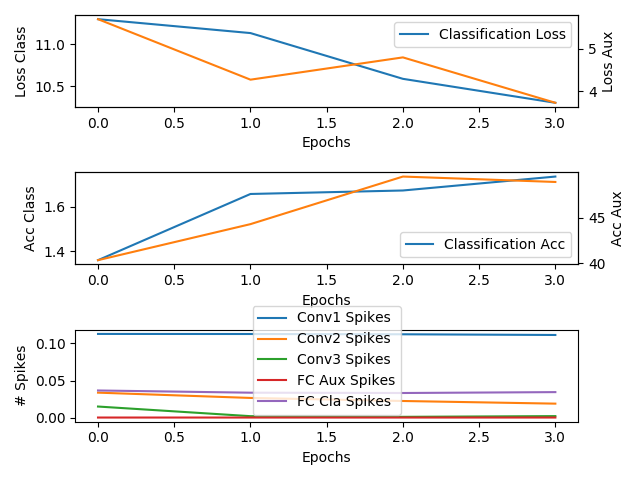 Loss Class
11.0
10.5
Classification Loss
5
4
Loss Aux
0.0 0.5 1.0 1.5 2.0 2.5 3.0
Epochs
Acc Class
1.6
1.4
Classification Acc
45
40
Acc Aux
0.0 0.5 1.0 1.5 2.0 2.5 3.0
Epochs
# Spikes
0.10
0.05
0.00
Conv1 Spikes
Conv2 Spikes
Conv3 Spikes
FC Aux Spikes
FC Cla Spikes
0.0 0.5 1.0 1.5 2.0 2.5 3.0
Epochs